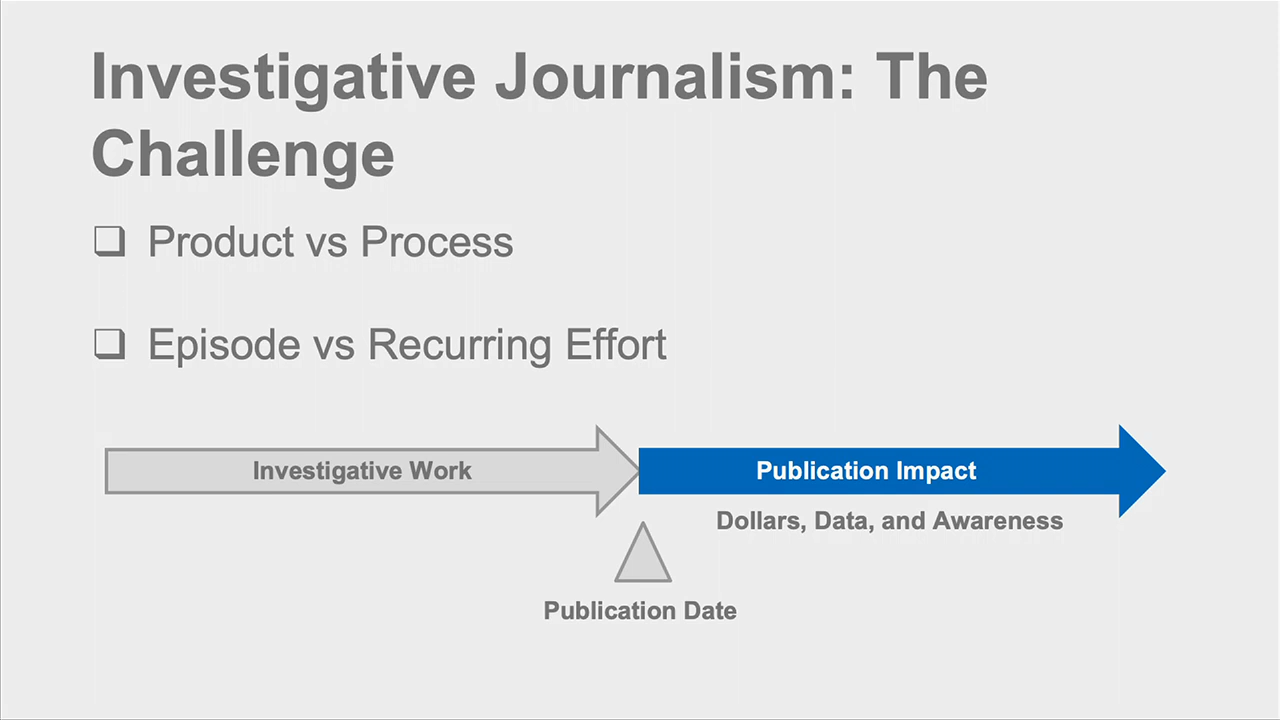 Investigative Journalism: The
Challenge
Product vs Process
Episode vs Recurring Effort
Investigative Work
Publication Impact
Dollars, Data, and Awareness
Publication Date